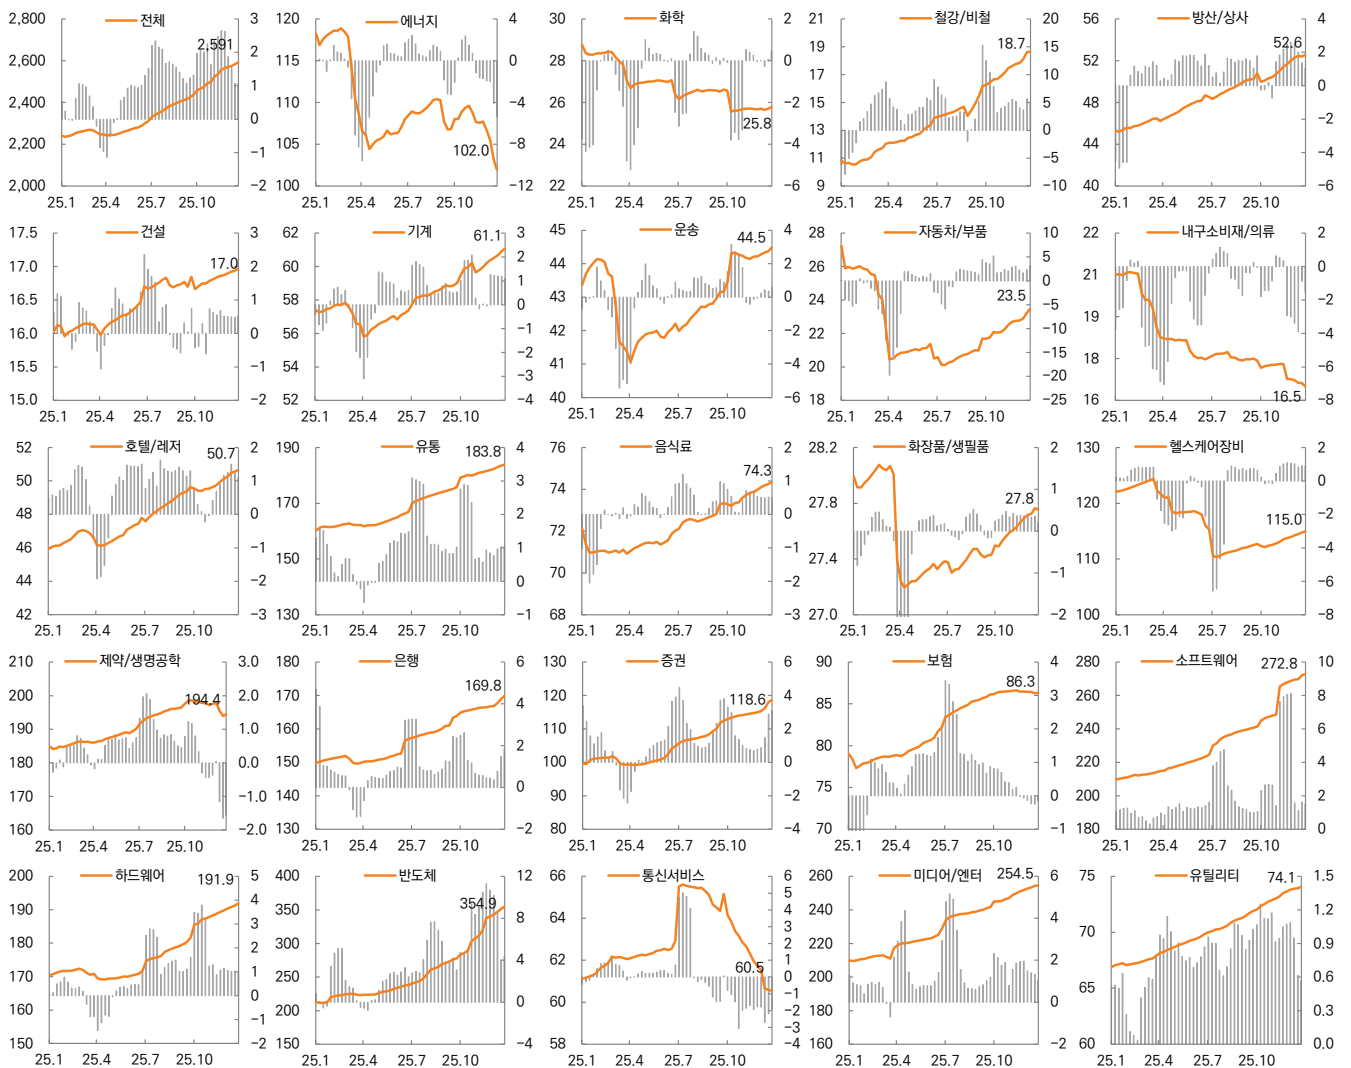 전체
2,800 2,600 2,400 2,200 2,000
3 2 1 0 −1 −2
2,591
25.1 25.4 25.7 25.10
에너지
120 115 110 105 100
4 0 −4 −8 −12
102.0
25.1 25.4 25.7 25.10
화학
30 28 26 24 22
2 0 −2 −4 −6
25.8
25.1 25.4 25.7 25.10
철강/비철
21 19 17 15 13 11 9
20 15 10 5 0 −5 −10
18.7
25.1 25.4 25.7 25.10
방산/상사
56 52 48 44 40
4 2 0 −2 −4 −6
52.6
25.1 25.4 25.7 25.10
건설
17.5 17.0 16.5 16.0 15.5 15.0
3 2 1 0 −1 −2
17.0
25.1 25.4 25.7 25.10
기계
62 60 58 56 54 52
3 2 1 0 −1 −2 −3 −4
61.1
25.1 25.4 25.7 25.10
운송
45 44 43 42 41 40
4 2 0 −2 −4 −6
44.5
25.1 25.4 25.7 25.10
자동차/부품
28 26 24 22 20 18
10 5 0 −5 −10 −15 −20 −25
23.5
25.1 25.4 25.7 25.10
내구소비재/의류
22 21 19 18 16
2 0 −2 −4 −6 −8
16.5
25.1 25.4 25.7 25.10
호텔/레저
52 50 48 46 44 42
2 1 0 −1 −2 −3
50.7
25.1 25.4 25.7 25.10
유통
190 170 150 130
4 3 2 1 0 −1
183.8
25.1 25.4 25.7 25.10
음식료
76 74 72 70 68
2 1 0 −1 −2 −3
74.3
25.1 25.4 25.7 25.10
화장품/생필품
28.2 27.8 27.4 27.0
2 1 0 −1 −2
27.8
25.1 25.4 25.7 25.10
헬스케어장비
130 120 110 100
2 0 −2 −4 −6 −8
115.0
25.1 25.4 25.7 25.10
제약/생명공학
210 200 190 180 170 160
3.0 2.0 1.0 0.0 −1.0 −2.0
194.4
25.1 25.4 25.7 25.10
은행
180 170 160 150 140 130
6 4 2 0 −2
169.8
25.1 25.4 25.7 25.10
증권
130 120 110 100 90 80
6 4 2 0 −2 −4
118.6
25.1 25.4 25.7 25.10
보험
90 85 80 75 70
4 3 2 1 0 −1
86.3
25.1 25.4 25.7 25.10
소프트웨어
280 260 240 220 200 180
10 8 6 4 2 0
272.8
25.1 25.4 25.7 25.10
하드웨어
200 190 180 170 160 150
5 4 3 2 1 0 −1 −2
191.9
25.1 25.4 25.7 25.10
반도체
400 350 300 250 200 150
12 8 4 0 −4
354.9
25.1 25.4 25.7 25.10
통신서비스
66 64 62 60 58
6 5 4 3 2 1 0 −1 −2 −3 −4
60.5
25.1 25.4 25.7 25.10
미디어/엔터
260 240 220 200 180 160
6 4 2 0 −2
254.5
25.1 25.4 25.7 25.10
유틸리티
75 70 65 60
1.5 1.2 0.9 0.6 0.3 0.0
74.1
25.1 25.4 25.7 25.10